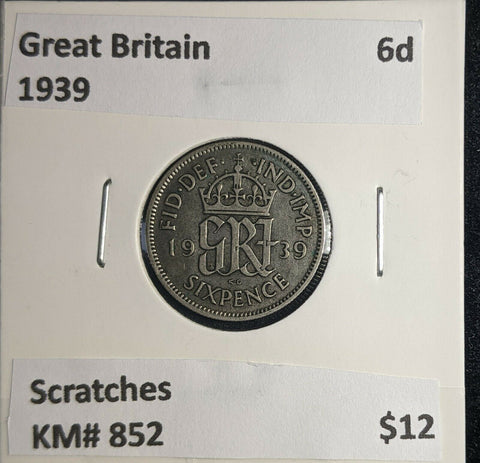 Great Britain 6d
1939
FID·DEF· ·IND·IMP
19 GRI 39
SIXPENCE
Scratches
KM# 852 $12